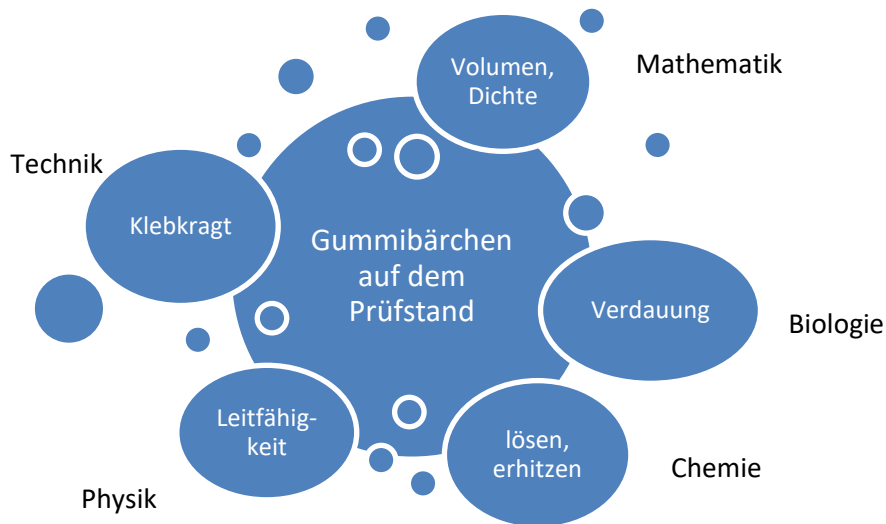 Volumen,
Dichte
Mathematik
Technik
Klebkragt
Gummibärchen
auf dem
Prüfstand
Verdauung
Biologie
Leitfähig-
keit
lösen,
erhitzen
Chemie
Physik